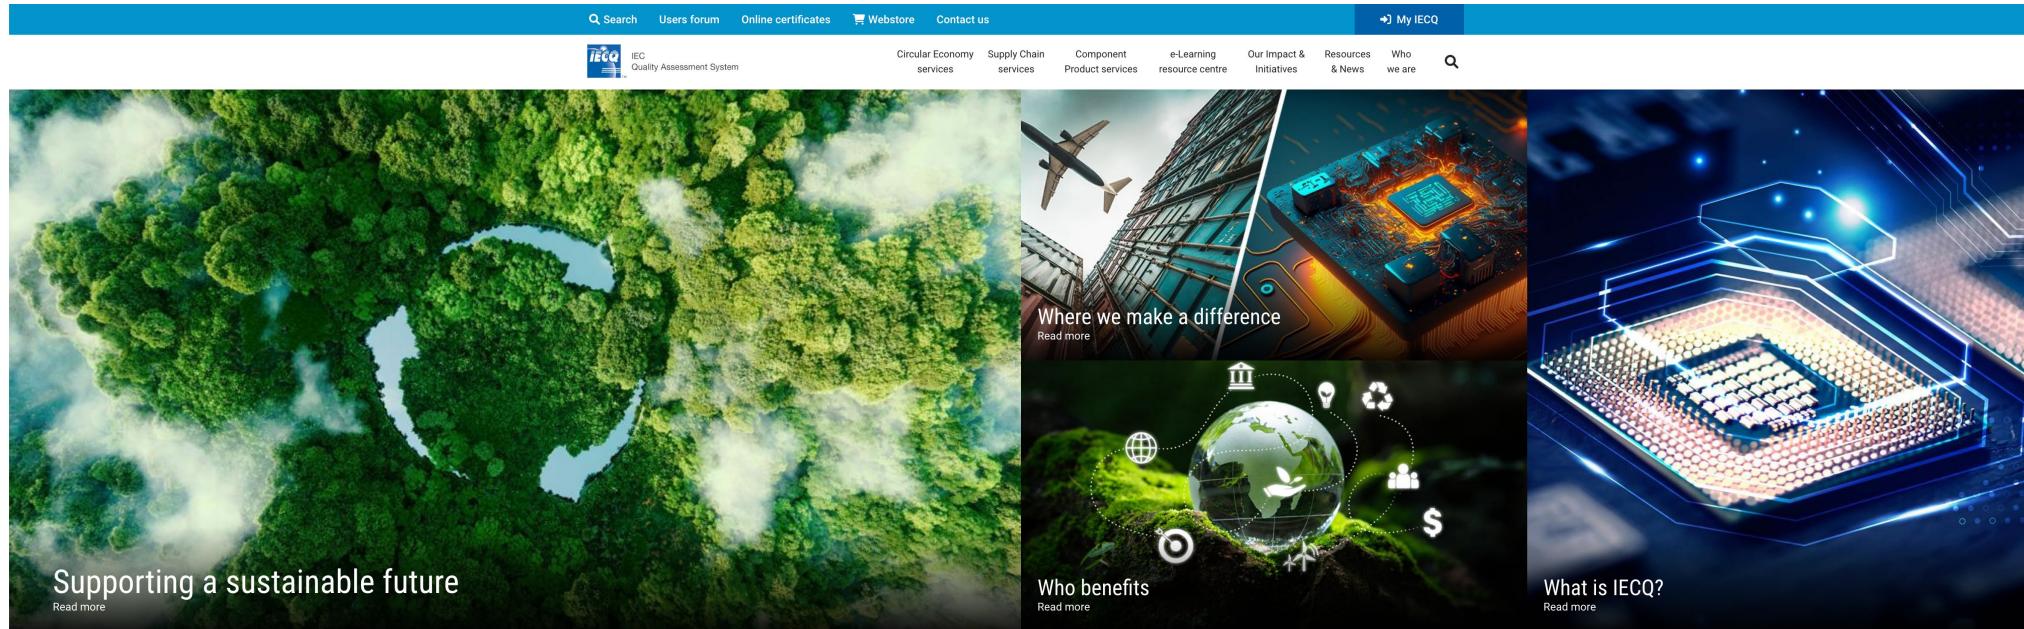 Search Users forum Online certificates Webstore Contact us My IECQ
IECQ
IEC
Quality Assessment System
Circular Economy
services
Supply Chain
services
Component
Product services
e-Learning
resource centre
Our Impact &
Initiatives
Resources
& News
Who
we are
Supporting a sustainable future
Read more
Where we make a difference
Read more
Who benefits
Read more
What is IECQ?
Read more